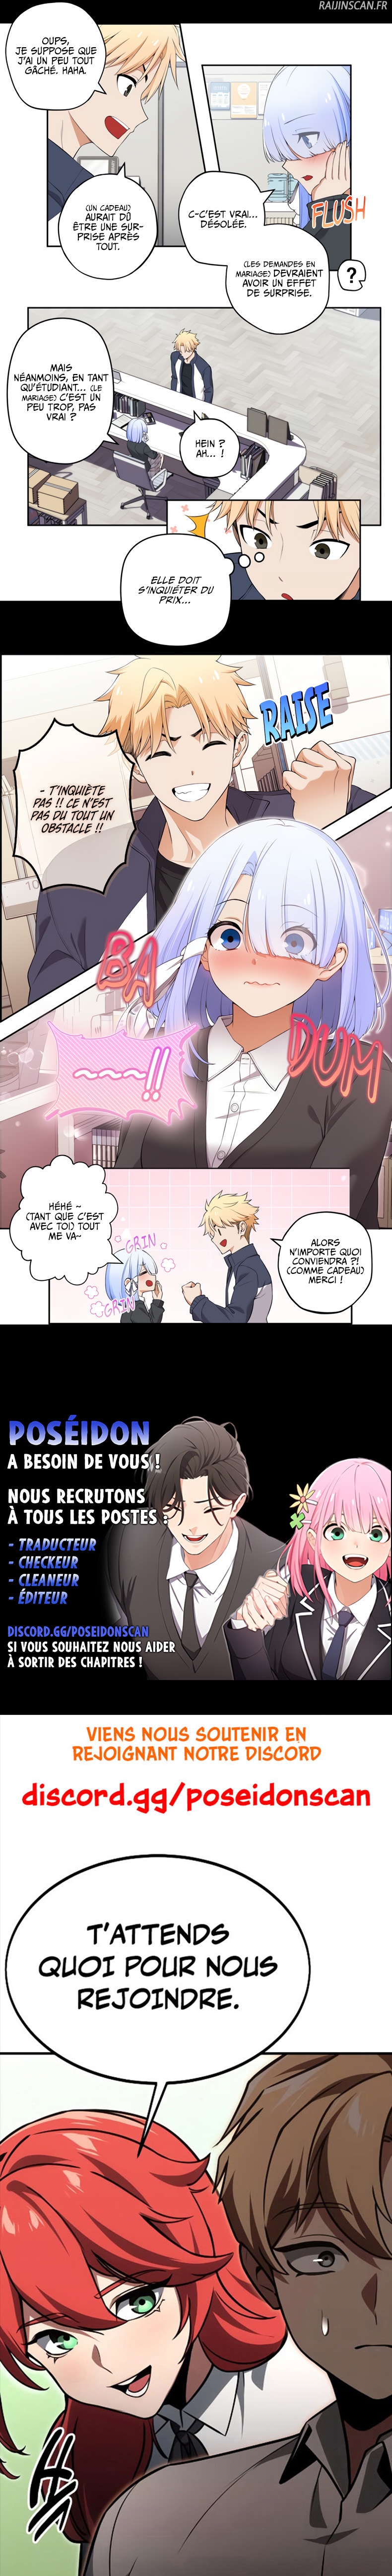 RAIJINSCAN.FR
OUPS,
JE SUPPOSE QUE
J'AI UN PEU TOUT
GÂCHÉ. HAHA.
(UN CADEAU)
AURAIT DÛ
ÊTRE UNE SUR-
PRISE APRÈS
TOUT.
C-C'EST VRAI...
DÉSOLÉE.
FLUSH
(LES DEMANDES EN
MARIAGE) DEVRAIENT
AVOIR UN EFFET
DE SURPRISE.
?
MAIS
NÉANMOINS, EN TANT
QU'ÉTUDIANT... (LE
MARIAGE) C'EST UN
PEU TROP, PAS
VRAI ?
HEIN ?
AH... !
ELLE DOIT
S'INQUIÉTER DU
PRIX...
RAISE
- T'INQUIÈTE
PAS !! CE N'EST
PAS DU TOUT UN
OBSTACLE !!
10
BA
~~~!!
DUM
HÉHÉ ~
(TANT QUE C'EST
AVEC TOI) TOUT
ME VA~
GRIN
GRIN
ALORS
N'IMPORTE QUOI
CONVIENDRA ?!
(COMME CADEAU)
MERCI !
POSÉIDON
A BESOIN DE VOUS !
NOUS RECRUTONS
À TOUS LES POSTES :
- TRADUCTEUR
- CHECKEUR
- CLEANEUR
- ÉDITEUR
DISCORD.GG/POSEIDONSCAN
SI VOUS SOUHAITEZ NOUS AIDER
À SORTIR DES CHAPITRES !
VIENS NOUS SOUTENIR EN
REJOIGNANT NOTRE DISCORD
discord.gg/poseidonscan
T'ATTENDS
QUOI POUR NOUS
REJOINDRE.